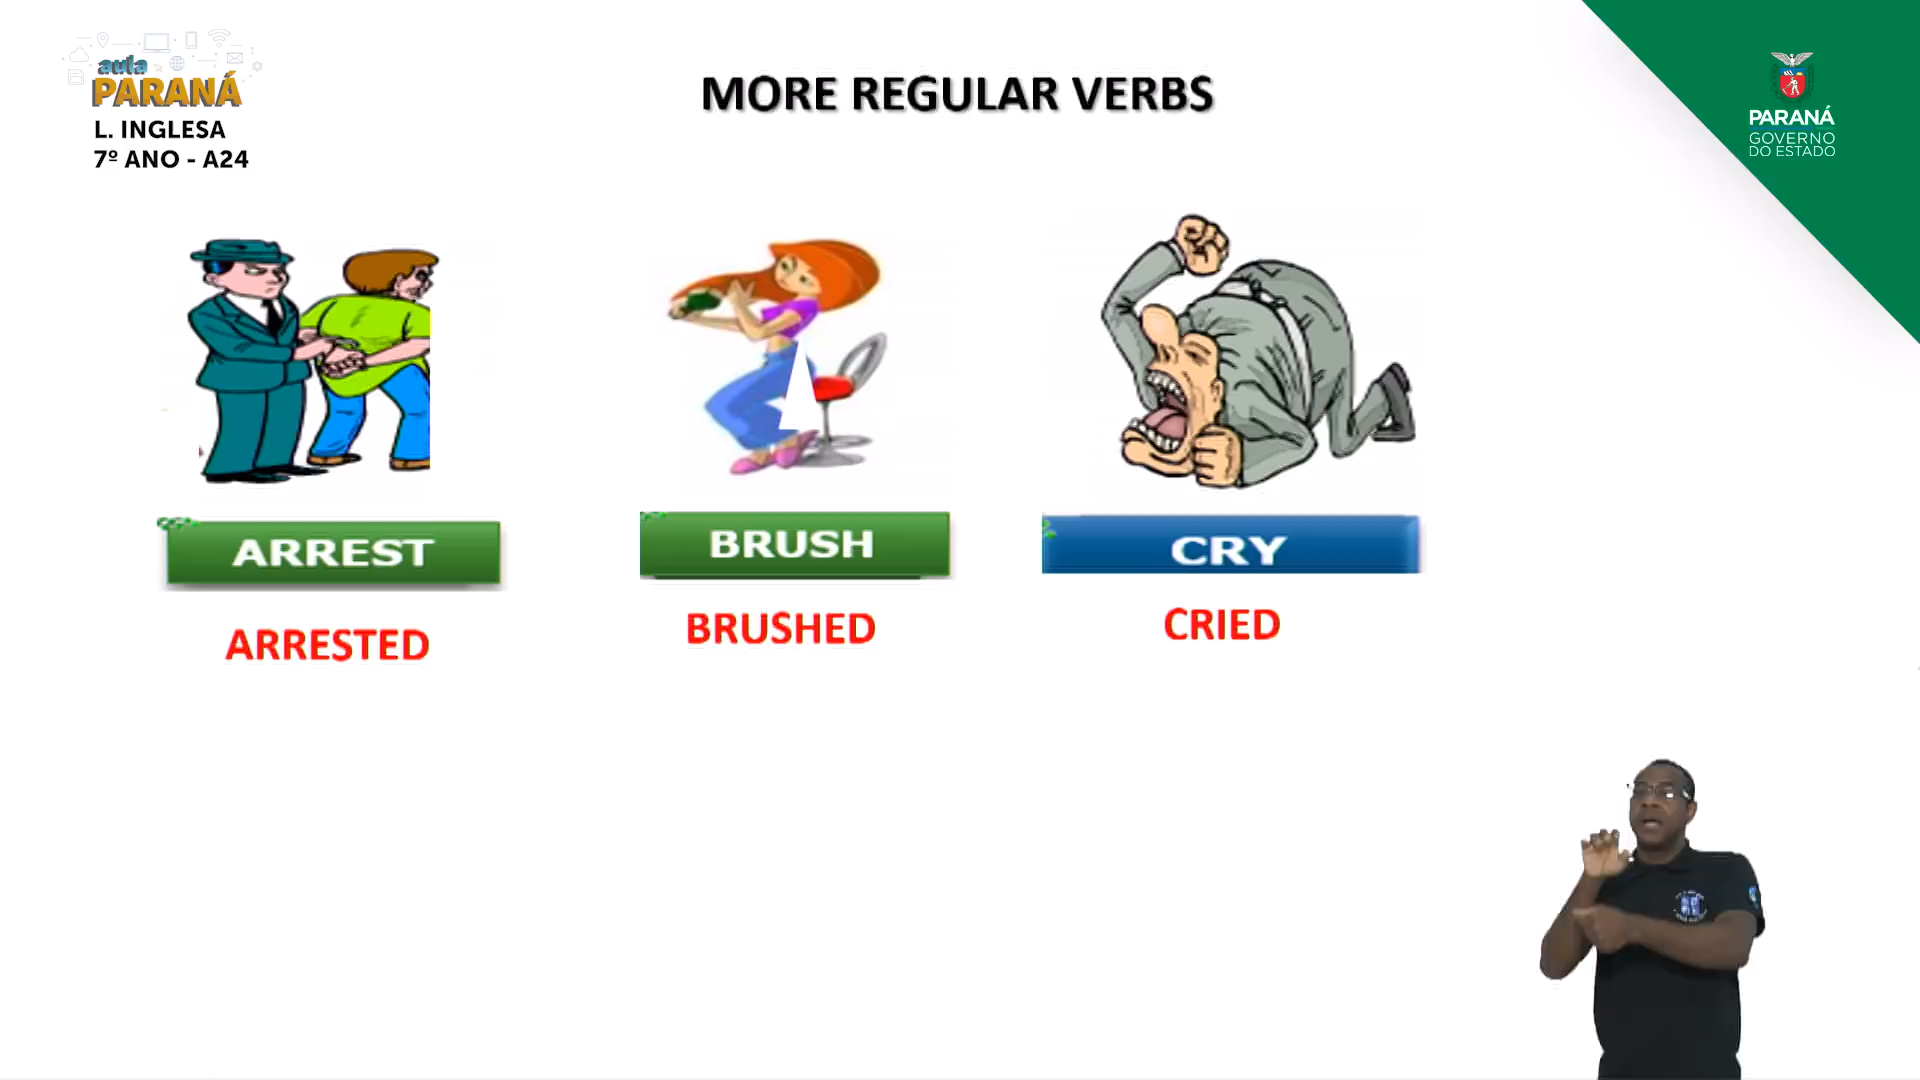 aula
PARANÁ
L. INGLESA
7º ANO - A24
MORE REGULAR VERBS
PARANÁ
GOVERNO
DO ESTADO
ARREST
BRUSH
CRY
ARRESTED
BRUSHED
CRIED